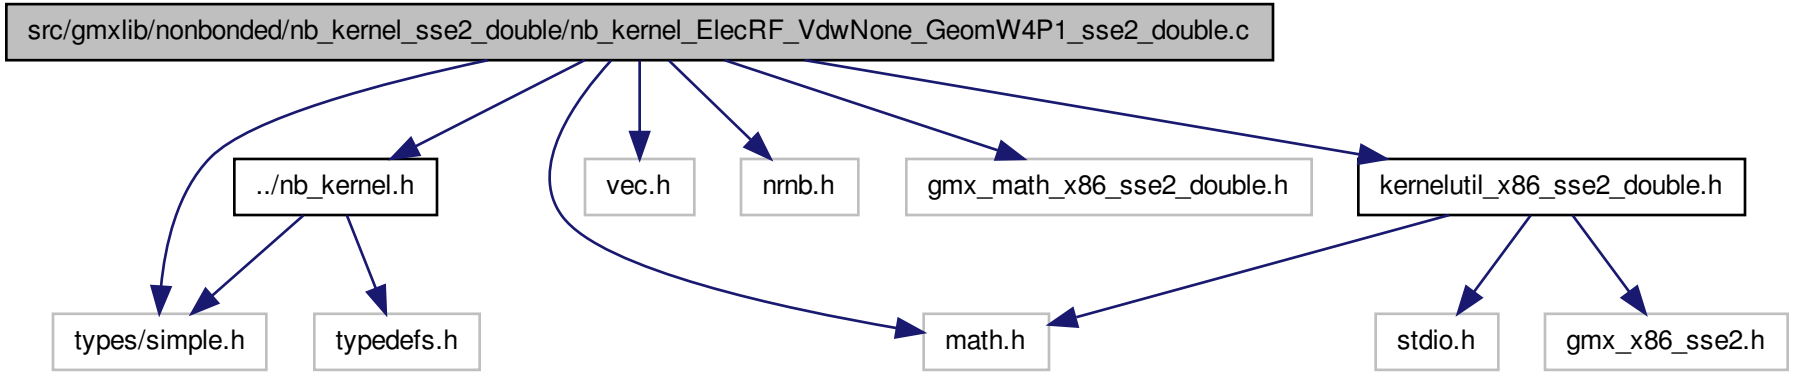 src/gmxlib/nonbonded/nb_kernel_sse2_double/nb_kernel_ElecRF_VdwNone_GeomW4P1_sse2_double.c
../nb_kernel.h
vec.h
nrnb.h
gmx_math_x86_sse2_double.h
kernelutil_x86_sse2_double.h
types/simple.h
typedefs.h
math.h
stdio.h
gmx_x86_sse2.h